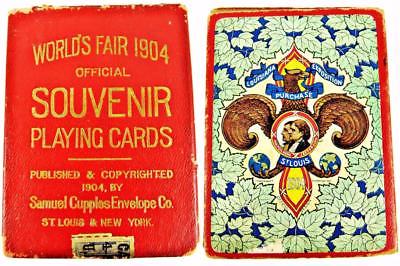 WORLD'S FAIR 1904
OFFICIAL
SOUVENIR
PLAYING CARDS
PUBLISHED & COPYRIGHTED
1904, BY
Samuel Cupples Envelope Co.
ST. LOUIS & NEW YORK.
LOUISIANA EXPOSITION
PURCHASE
ST LOUIS
1904